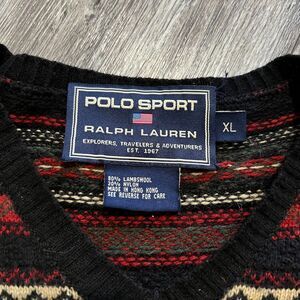 POLO SPORT
RALPH LAUREN
EXPLORERS, TRAVELERS & ADVENTURERS
EST. 1967
XL
80% LAMBSWOOL
20% NYLON
MADE IN HONG KONG
SEE REVERSE FOR CARE